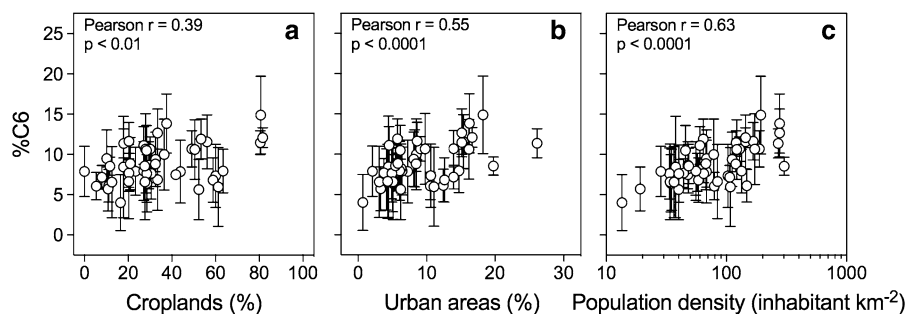 Pearson r = 0.39
p < 0.01
a
Pearson r = 0.55
p < 0.0001
b
Pearson r = 0.63
p < 0.0001
c
%C6
25
20
15
10
5
0
0 20 40 60 80 100
Croplands (%)
0 10 20 30
Urban areas (%)
10 100 1000
Population density (inhabitant km-2)